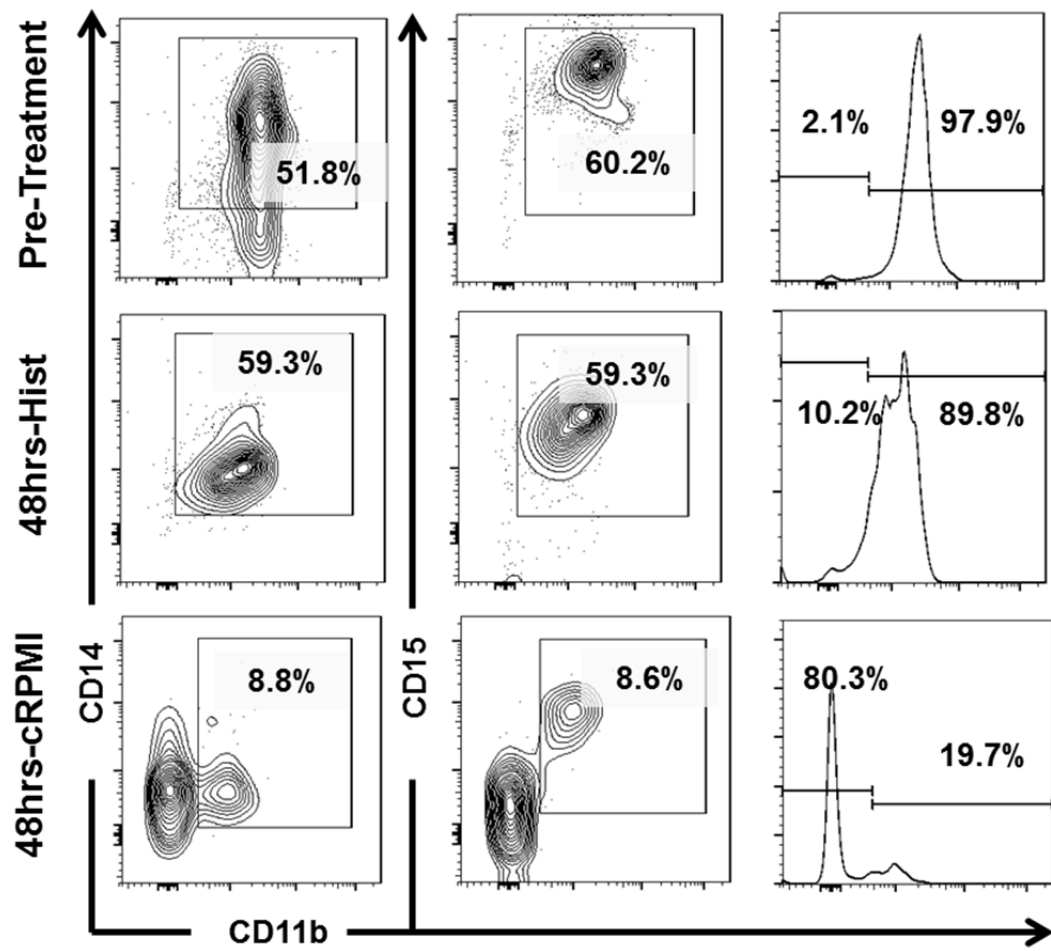 Pre-Treatment
51.8%
60.2%
2.1% 97.9%
48hrs-Hist
59.3%
59.3%
10.2% 89.8%
48hrs-cRPMI
CD14
8.8%
CD15
8.6%
80.3%
19.7%
CD11b